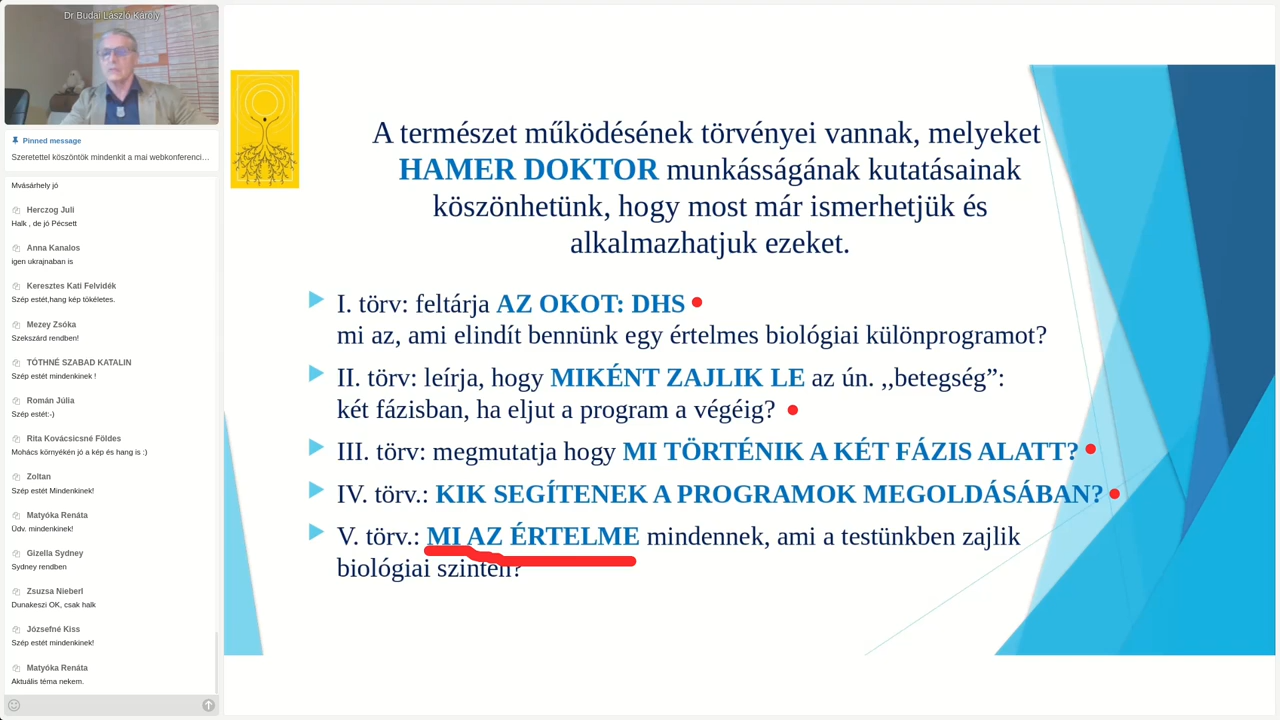 Dr Budai László Károly
Pinned message
Szeretettel köszöntök mindenkit a mai webkonferenci…
Mvásárhely jó
Herczog Juli
Halk , de jó Pécsett
Anna Kanalos
igen ukrajnaban is
Keresztes Kati Felvidék
Szép estét,hang kép tökéletes.
Mezey Zsóka
Szekszárd rendben!
TÓTHNÉ SZABAD KATALIN
Szép estét mindenkinek !
Román Júlia
Szép estét:-)
Rita Kovácsicsné Földes
Mohács környékén jó a kép és hang is :)
Zoltan
Szép estét Mindenkinek!
Matyóka Renáta
Üdv. mindenkinek!
Gizella Sydney
Sydney rendben
Zsuzsa Nieberl
Dunakeszi OK, csak halk
Józsefné Kiss
Szép estét mindenkinek!
Matyóka Renáta
Aktuális téma nekem.
A természet működésének törvényei vannak, melyeket
HAMER DOKTOR munkásságának kutatásainak
köszönhetünk, hogy most már ismerhetjük és
alkalmazhatjuk ezeket.
I. törv: feltárja AZ OKOT: DHS
mi az, ami elindít bennünk egy értelmes biológiai különprogramot?
II. törv: leírja, hogy MIKÉNT ZAJLIK LE az ún. ,,betegség”:
két fázisban, ha eljut a program a végéig?
III. törv: megmutatja hogy MI TÖRTÉNIK A KÉT FÁZIS ALATT?
IV. törv.: KIK SEGÍTENEK A PROGRAMOK MEGOLDÁSÁBAN?
V. törv.: MI AZ ÉRTELME mindennek, ami a testünkben zajlik
biológiai szinten?